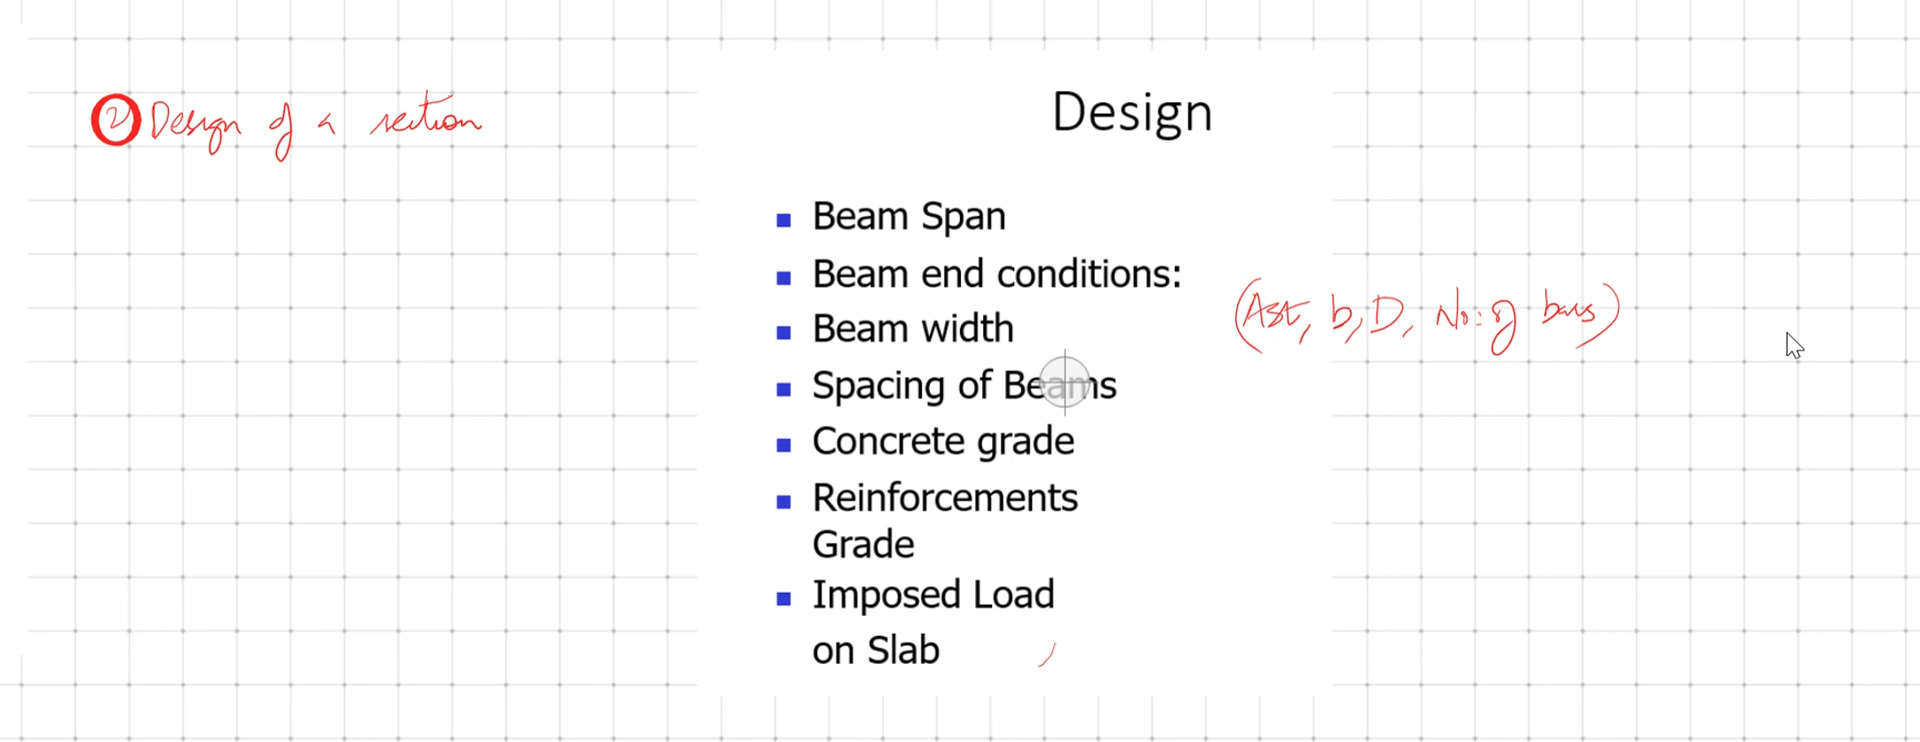 2 Design of a section
Design
Beam Span
Beam end conditions:
(Ast, b, D, No: of bars)
Beam width
Spacing of Beams
Concrete grade
Reinforcements
Grade
Imposed Load
on Slab